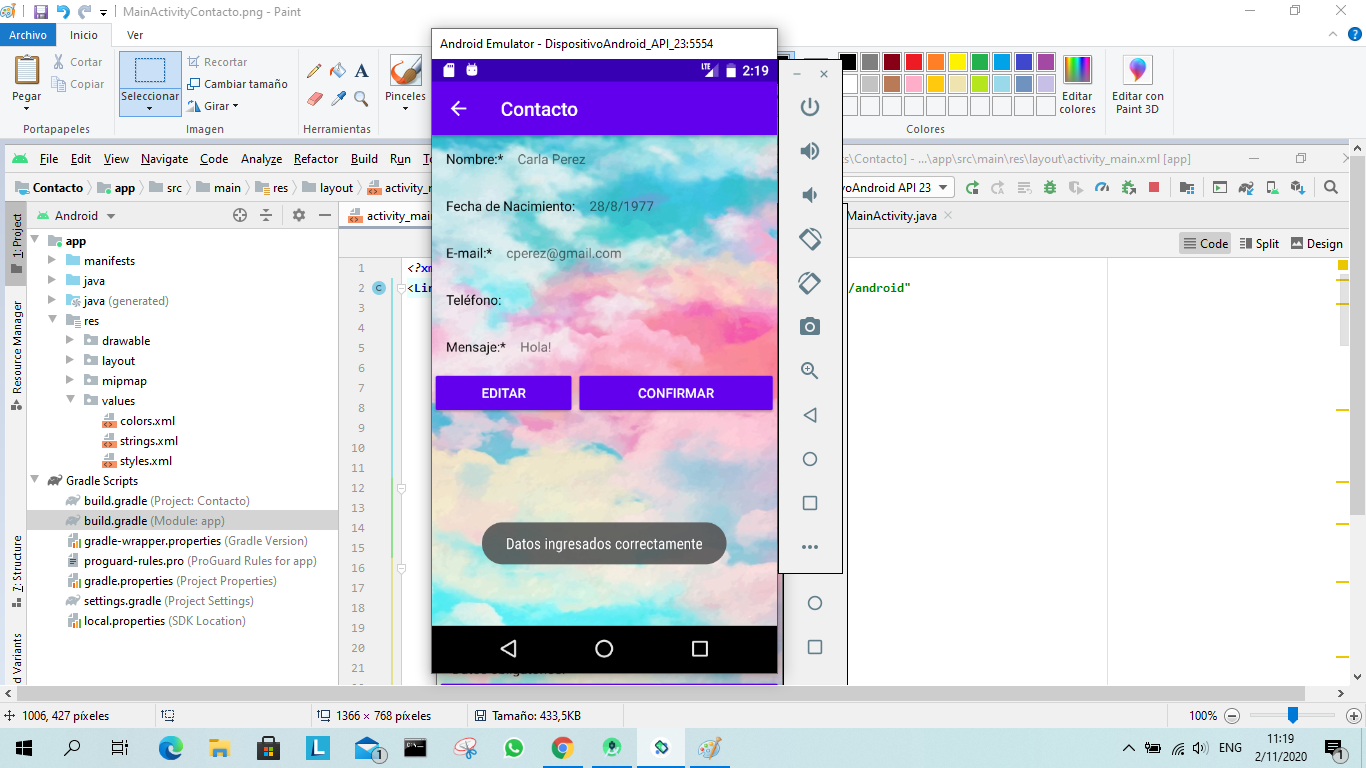 MainActivityContacto.png - Paint
Archivo Inicio Ver
Pegar
Cortar
Copiar
Portapapeles
Seleccionar
Recortar
Cambiar tamaño
Girar
Imagen
Herramientas
Pinceles
Editar colores
Editar con Paint 3D
Colores
Android Emulator - DispositivoAndroid_API_23:5554
LTE 2:19
Contacto
Nombre:* Carla Perez
Fecha de Nacimiento: 28/8/1977
E-mail:* cperez@gmail.com
Teléfono:
Mensaje:* Hola!
EDITAR CONFIRMAR
Datos ingresados correctamente
File Edit View Navigate Code Analyze Refactor Build Run
s\Contacto] - ...\app\src\main\res\layout\activity_main.xml [app]
Contacto app src main res layout activity_
voAndroid API 23
Android
activity_mai
MainActivity.java
Code Split Design
1: Project
Resource Manager
7: Structure
d Variants
app
manifests
java
java (generated)
res
drawable
layout
mipmap
values
colors.xml
strings.xml
styles.xml
Gradle Scripts
build.gradle (Project: Contacto)
build.gradle (Module: app)
gradle-wrapper.properties (Gradle Version)
proguard-rules.pro (ProGuard Rules for app)
gradle.properties (Project Properties)
settings.gradle (Project Settings)
local.properties (SDK Location)
1 <?xm
2 C <Lin /android"
3
4
5
6
7
8
9
10
11
12
13
14
15
16
17
18
19
20
21
1006, 427 píxeles
1366 × 768 píxeles
Tamaño: 433,5KB
100%
L
1
ENG
11:19
2/11/2020
1